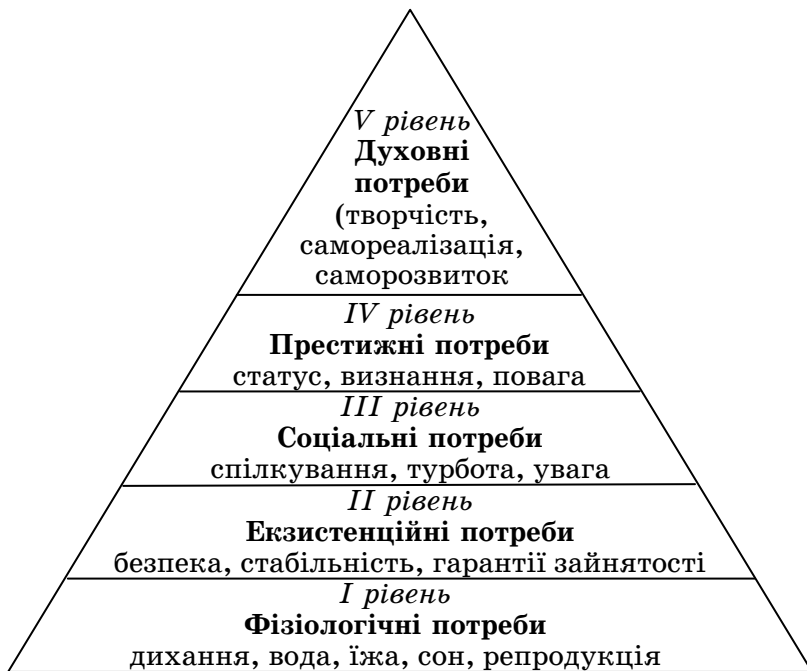 V рівень
Духовні
потреби
(творчість,
самореалізація,
саморозвиток
IV рівень
Престижні потреби
статус, визнання, повага
III рівень
Соціальні потреби
спілкування, турбота, увага
II рівень
Екзистенційні потреби
безпека, стабільність, гарантії зайнятості
I рівень
Фізіологічні потреби
дихання, вода, їжа, сон, репродукція